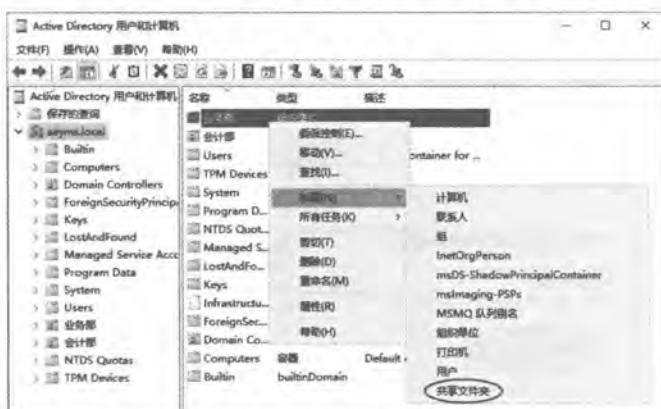 Active Directory 用户和计算机
文件(F) 操作(A) 查看(V) 帮助(H)
Active Directory 用户和计算机
保存的查询
Builtin
Computers
Domain Controllers
ForeignSecurityPrincip
Keys
LostAndFound
Managed Service Acc
Program Data
System
Users
业务部
会计部
NTDS Quotas
TPM Devices
名称 类型 描述
会计部
Users ontainer for ...
TPM Devices
System
Program D...
NTDS Quot...
Managed S...
LostAndFo...
Keys
Infrastructu...
ForeignSec...
Domain Co...
Computers 容器 Default
Builtin builtinDomain
委派控制(E)...
移动(V)...
查找(I)...
新建(N)
所有任务(K)
剪切(T)
删除(D)
重命名(M)
属性(R)
帮助(H)
计算机
联系人
组
InetOrgPerson
msDS-ShadowPrincipalContainer
msImaging-PSPs
MSMQ 队列别名
组织单位
打印机
用户
共享文件夹